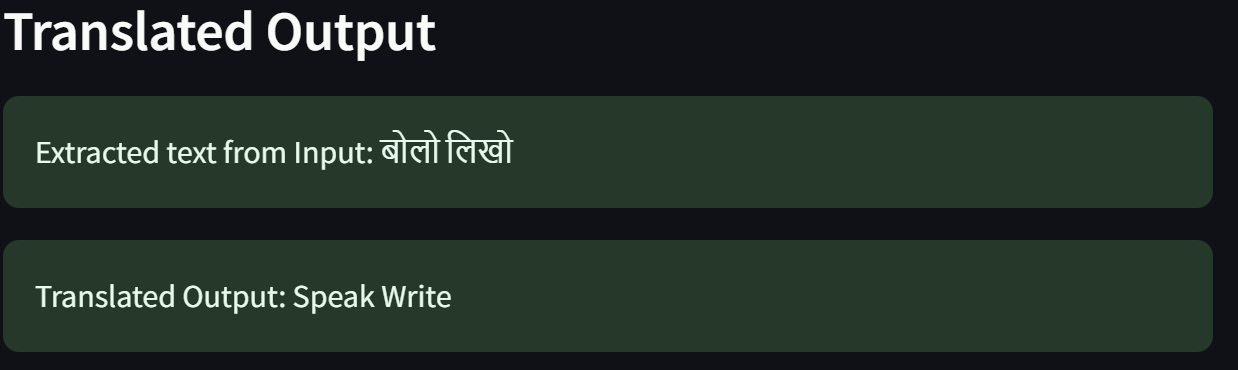 Translated Output
Extracted text from Input: बोलो लिखो
Translated Output: Speak Write